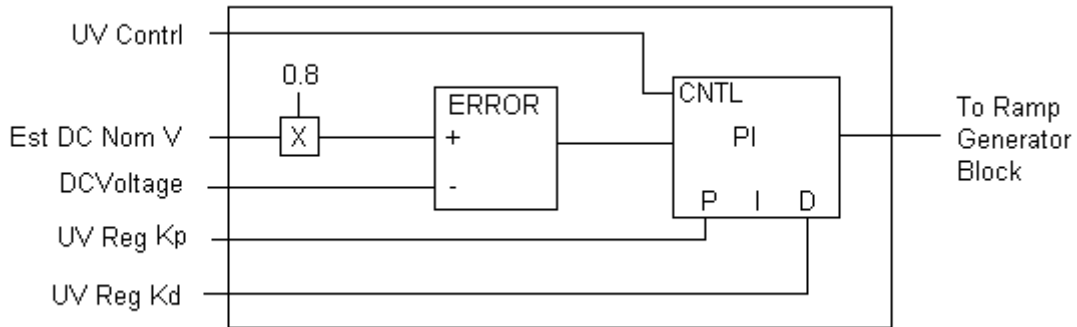 UV Contrl
0.8
Est DC Nom V
X
DCVoltage
UV Reg Kp
UV Reg Kd
ERROR
+
-
CNTL
PI
P I D
To Ramp
Generator
Block